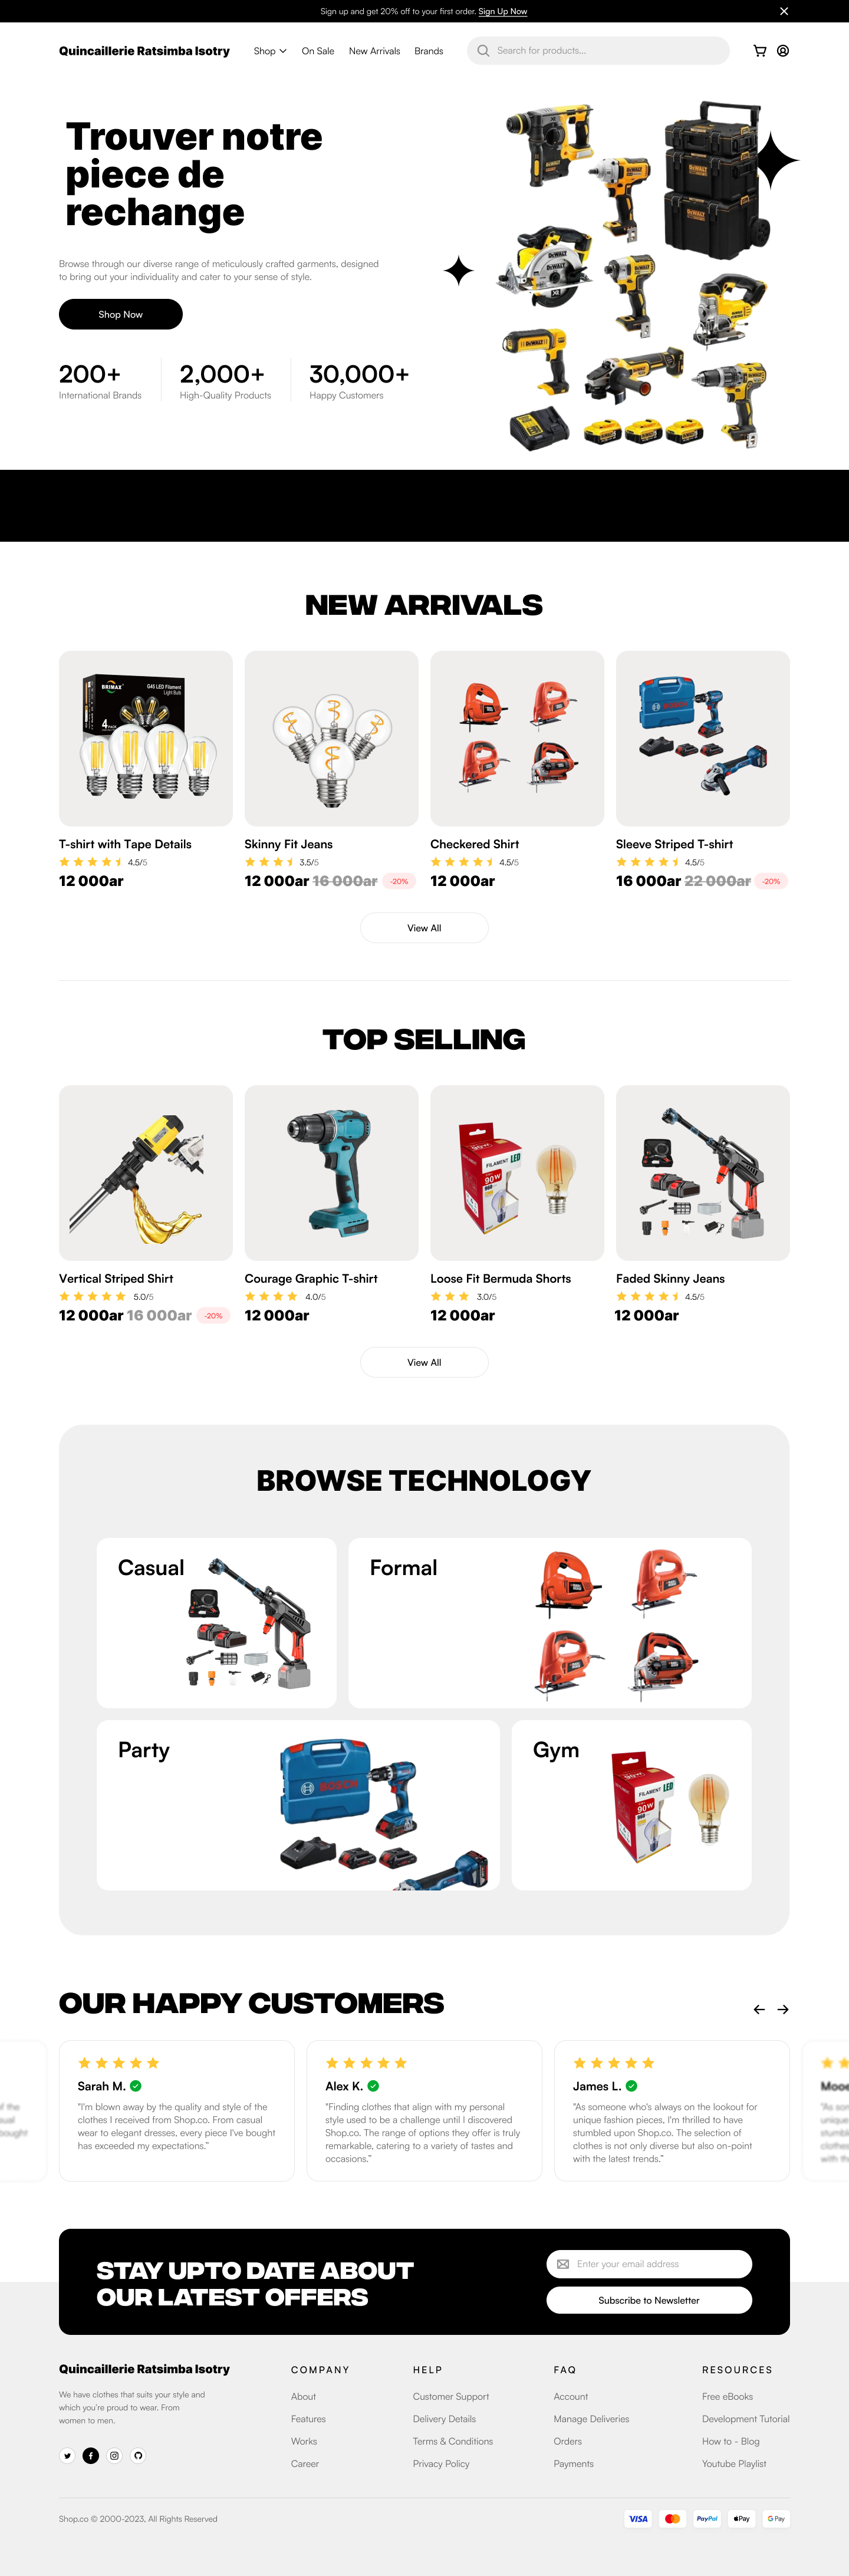 Sign up and get 20% off to your first order. Sign Up Now
Quincaillerie Ratsimba Isotry
Shop
On Sale
New Arrivals
Brands
Search for products...
Trouver notre
piece de
rechange
Browse through our diverse range of meticulously crafted garments, designed
to bring out your individuality and cater to your sense of style.
Shop Now
200+
International Brands
2,000+
High-Quality Products
30,000+
Happy Customers
NEW ARRIVALS
T-shirt with Tape Details
4.5/5
12 000ar
Skinny Fit Jeans
3.5/5
12 000ar 16 000ar -20%
Checkered Shirt
4.5/5
12 000ar
Sleeve Striped T-shirt
4.5/5
16 000ar 22 000ar -20%
View All
TOP SELLING
Vertical Striped Shirt
5.0/5
12 000ar 16 000ar -20%
Courage Graphic T-shirt
4.0/5
12 000ar
Loose Fit Bermuda Shorts
3.0/5
12 000ar
Faded Skinny Jeans
4.5/5
12 000ar
View All
BROWSE TECHNOLOGY
Casual
Formal
Party
BOSCH
Gym
FILAMENT LED
90W
OUR HAPPY CUSTOMERS
Sarah M.
"I'm blown away by the quality and style of the
clothes I received from Shop.co. From casual
wear to elegant dresses, every piece I've bought
has exceeded my expectations."
Alex K.
"Finding clothes that align with my personal
style used to be a challenge until I discovered
Shop.co. The range of options they offer is truly
remarkable, catering to a variety of tastes and
occasions."
James L.
"As someone who's always on the lookout for
unique fashion pieces, I'm thrilled to have
stumbled upon Shop.co. The selection of
clothes is not only diverse but also on-point
with the latest trends."
STAY UPTO DATE ABOUT
OUR LATEST OFFERS
Enter your email address
Subscribe to Newsletter
Quincaillerie Ratsimba Isotry
We have clothes that suits your style and
which you're proud to wear. From
women to men.
COMPANY
About
Features
Works
Career
HELP
Customer Support
Delivery Details
Terms & Conditions
Privacy Policy
FAQ
Account
Manage Deliveries
Orders
Payments
RESOURCES
Free eBooks
Development Tutorial
How to - Blog
Youtube Playlist
Shop.co © 2000-2023, All Rights Reserved
VISA
PayPal
Pay
G Pay